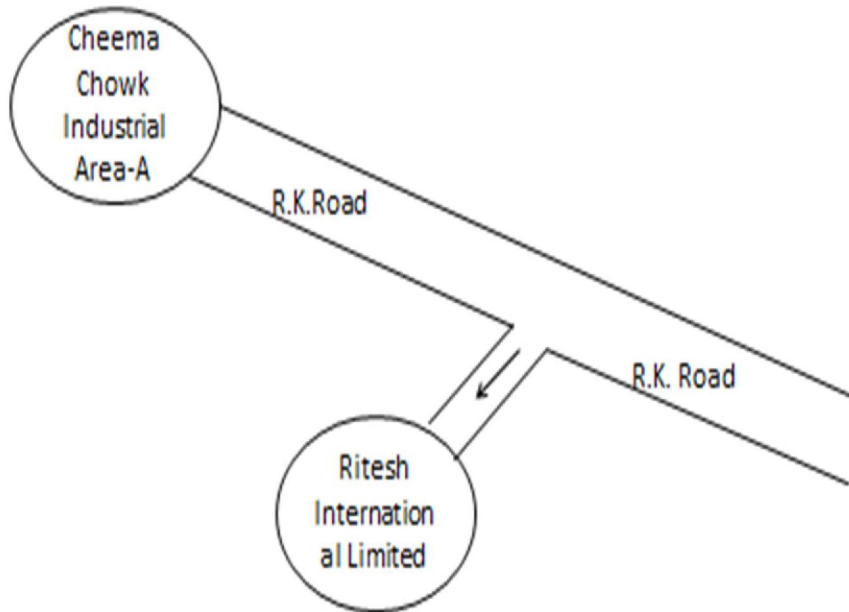 Cheema
Chowk
Industrial
Area-A
R.K.Road
R.K. Road
Ritesh
Internation
al Limited